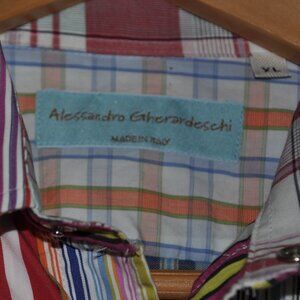 Alessandro Gherardeschi
MADE IN ITALY
XL